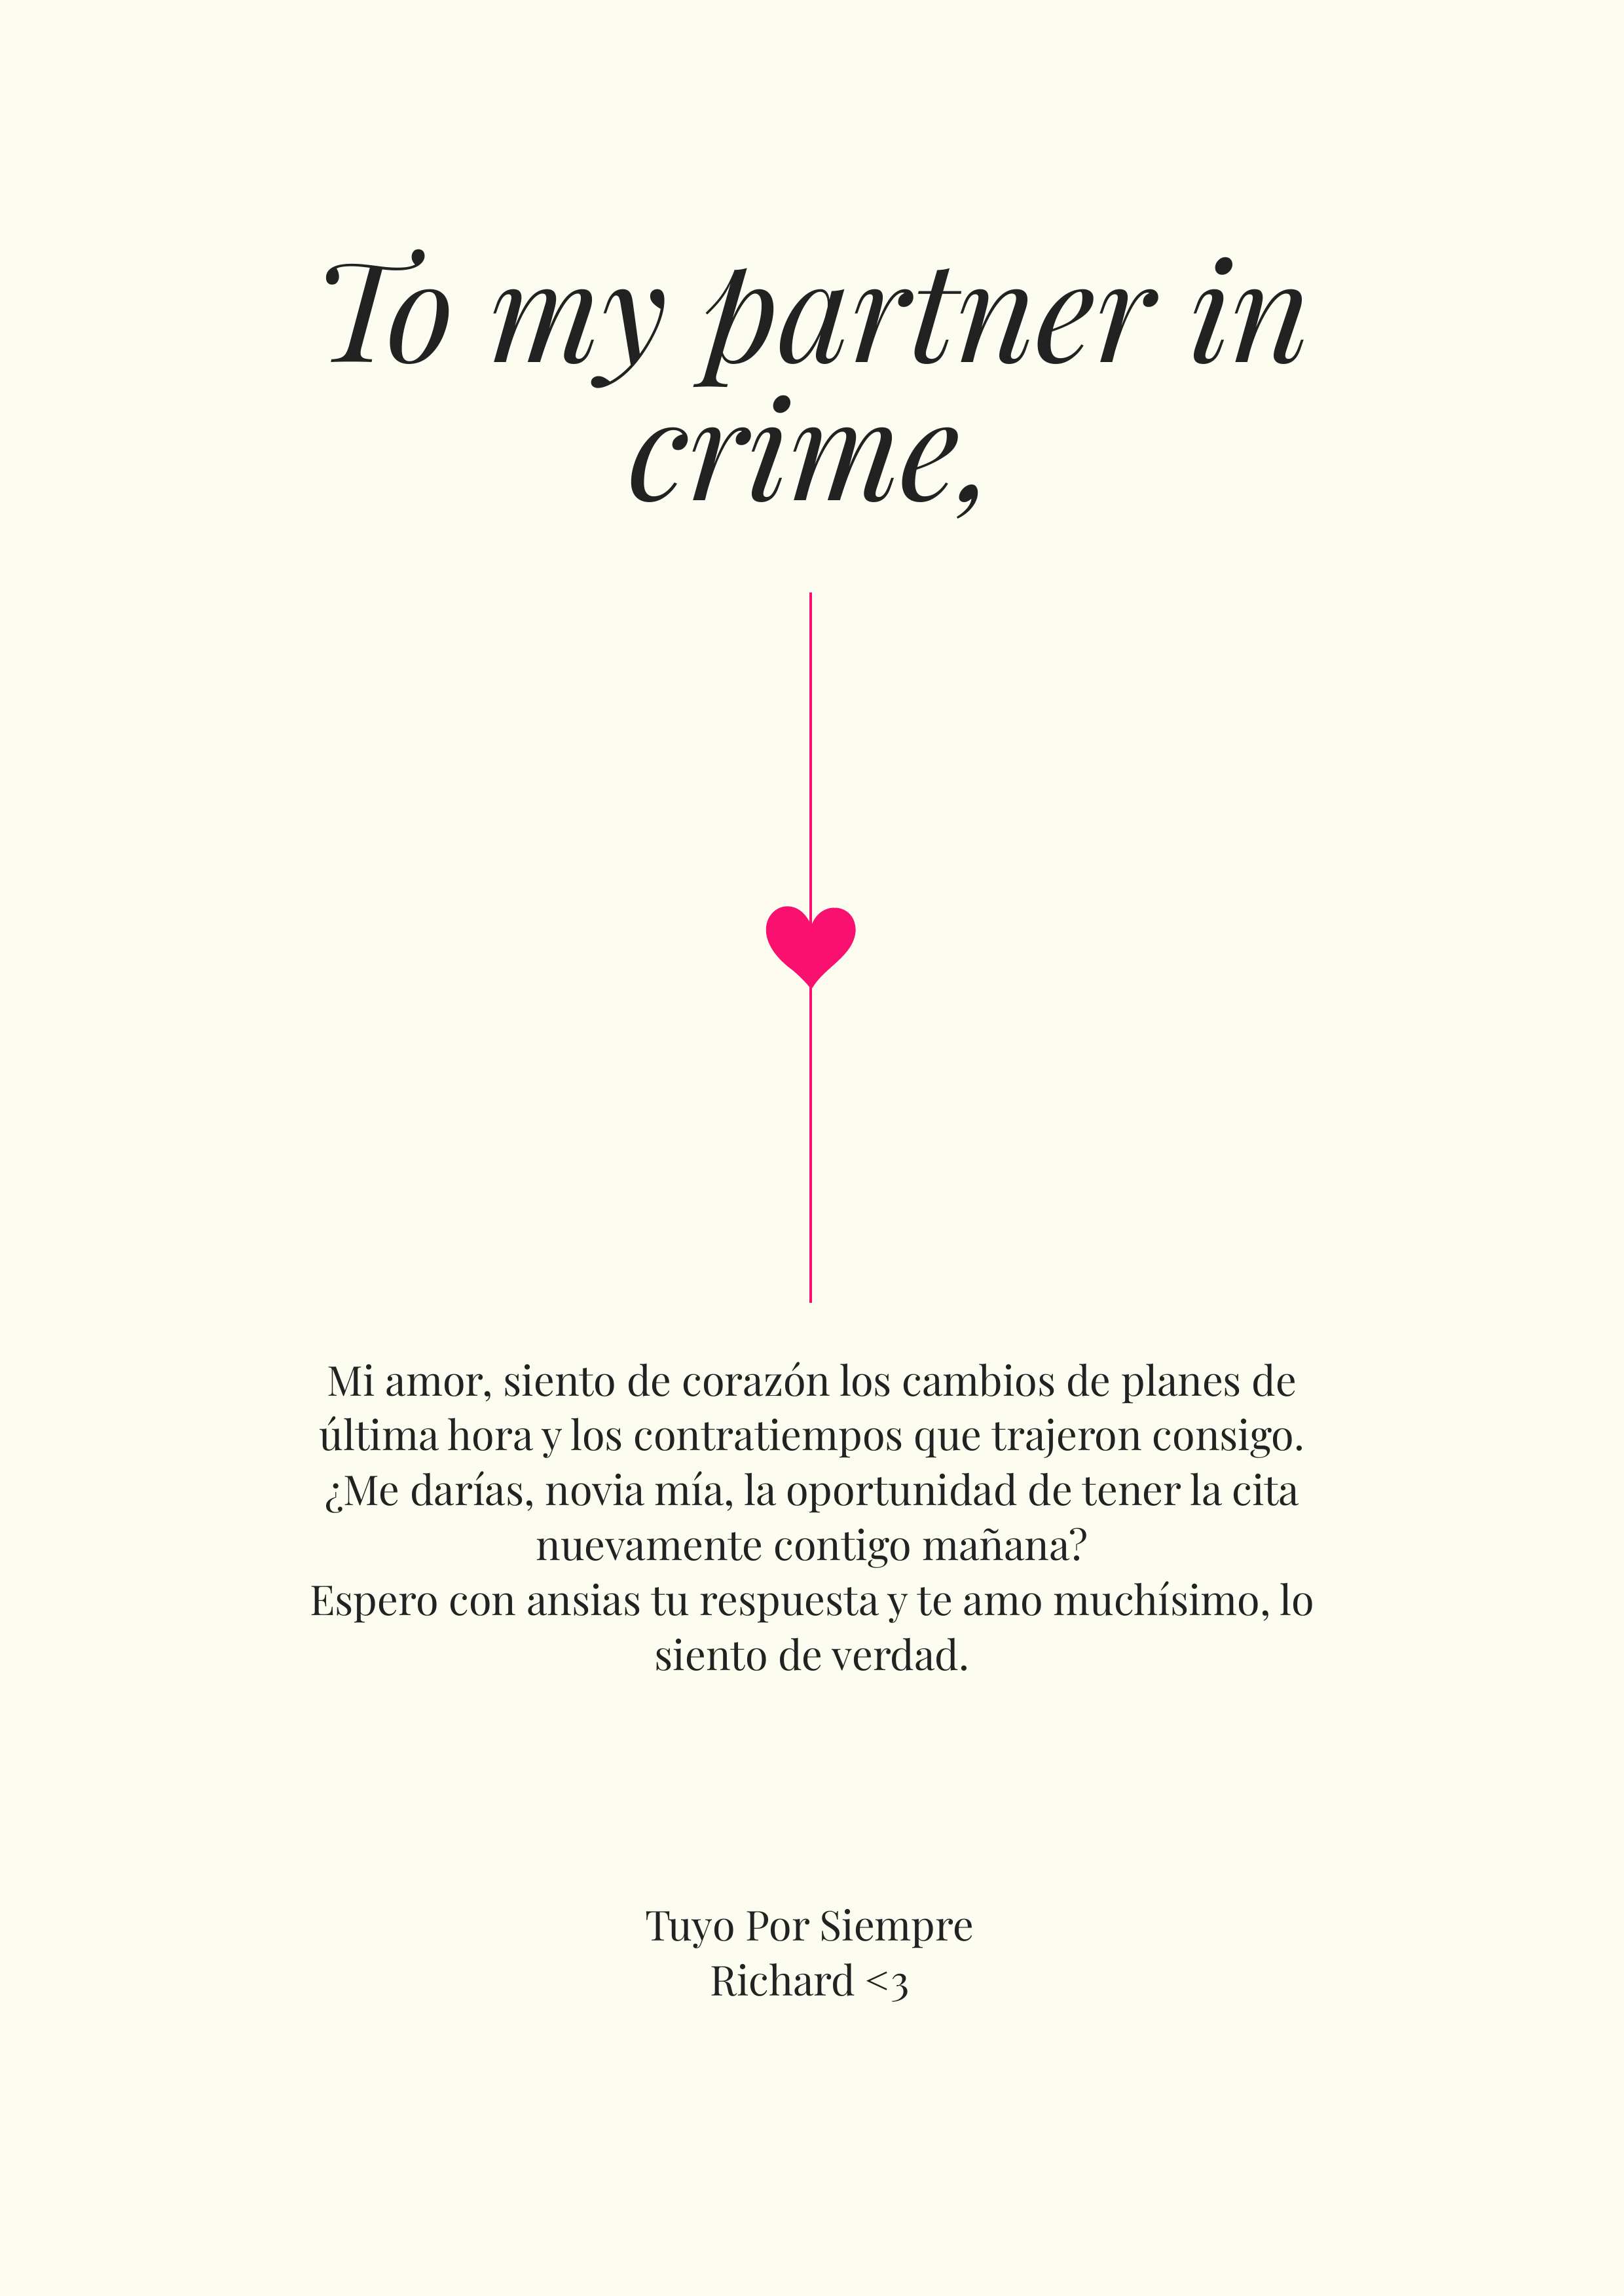 To my partner in
crime,
Mi amor, siento de corazón los cambios de planes de
última hora y los contratiempos que trajeron consigo.
¿Me darías, novia mía, la oportunidad de tener la cita
nuevamente contigo mañana?
Espero con ansias tu respuesta y te amo muchísimo, lo
siento de verdad.
Tuyo Por Siempre
Richard <3